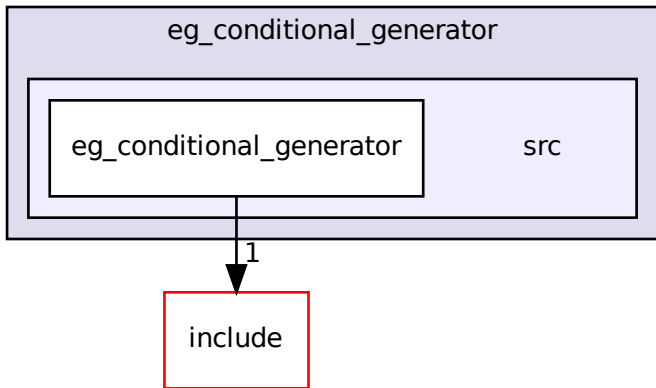 eg_conditional_generator
eg_conditional_generator src
1
include